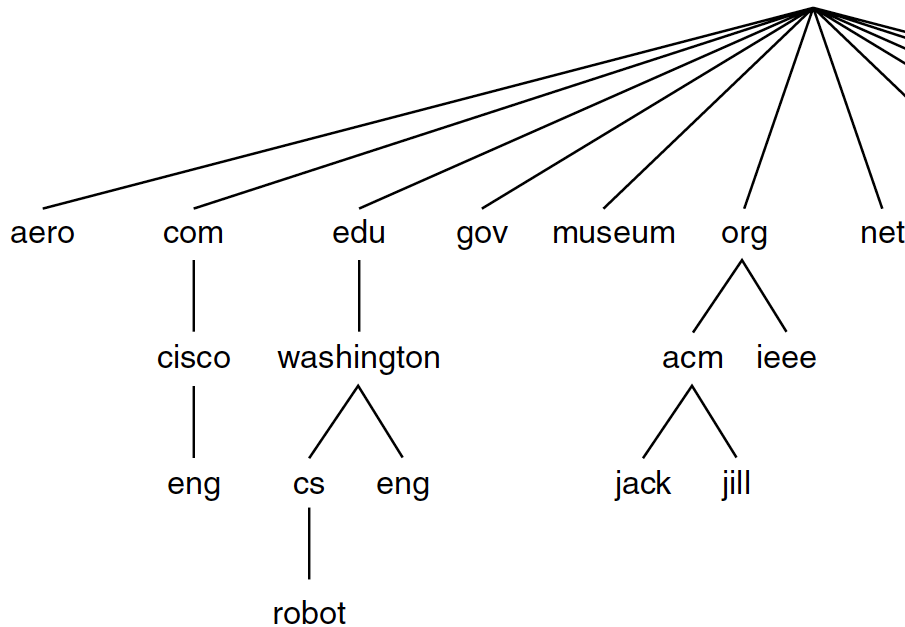 aero com edu gov museum org net
cisco washington acm ieee
eng cs eng jack jill
robot